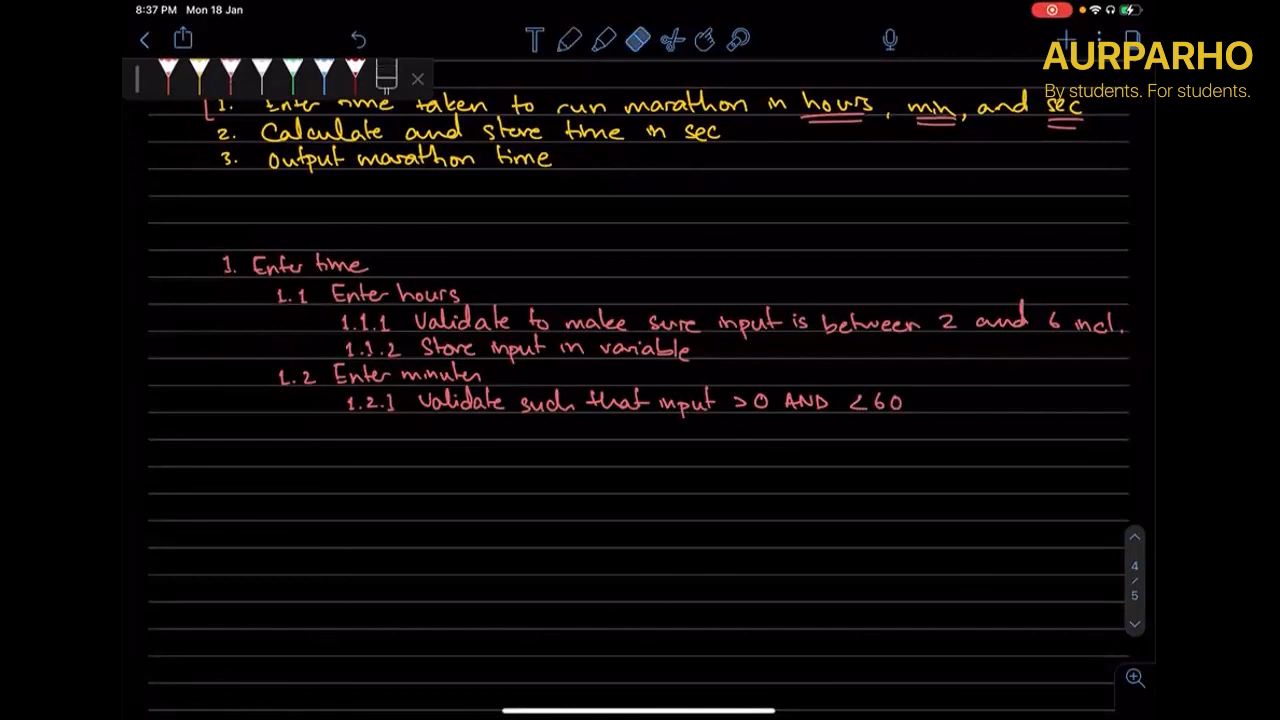 8:37 PM Mon 18 Jan
AURPARHO
By students. For students.
1. Enter time taken to run marathon in hours, min, and sec
2. Calculate and store time in sec
3. Output marathon time
1. Enter time
1.1 Enter hours
1.1.1 Validate to make sure input is between 2 and 6 incl.
1.1.2 Store input in variable
1.2 Enter minutes
1.2.1 Validate such that input >0 AND <60
4
/
5